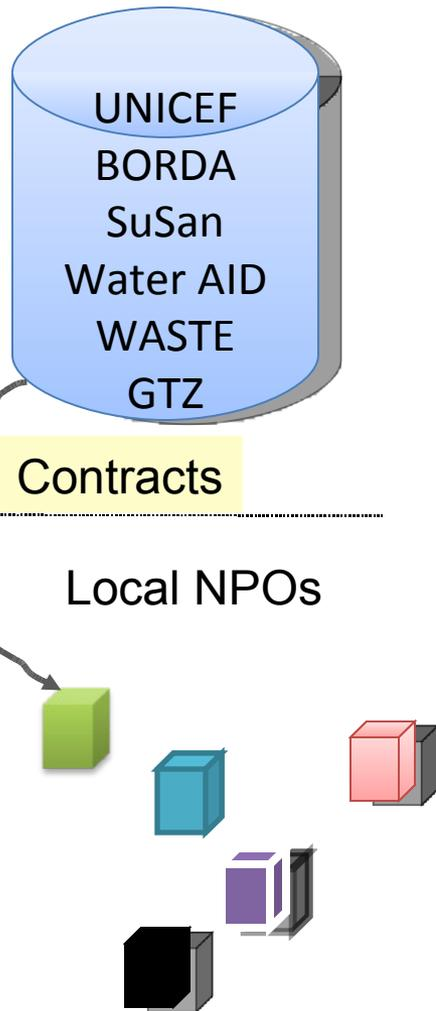 UNICEF
BORDA
SuSan
Water AID
WASTE
GTZ
Contracts
Local NPOs